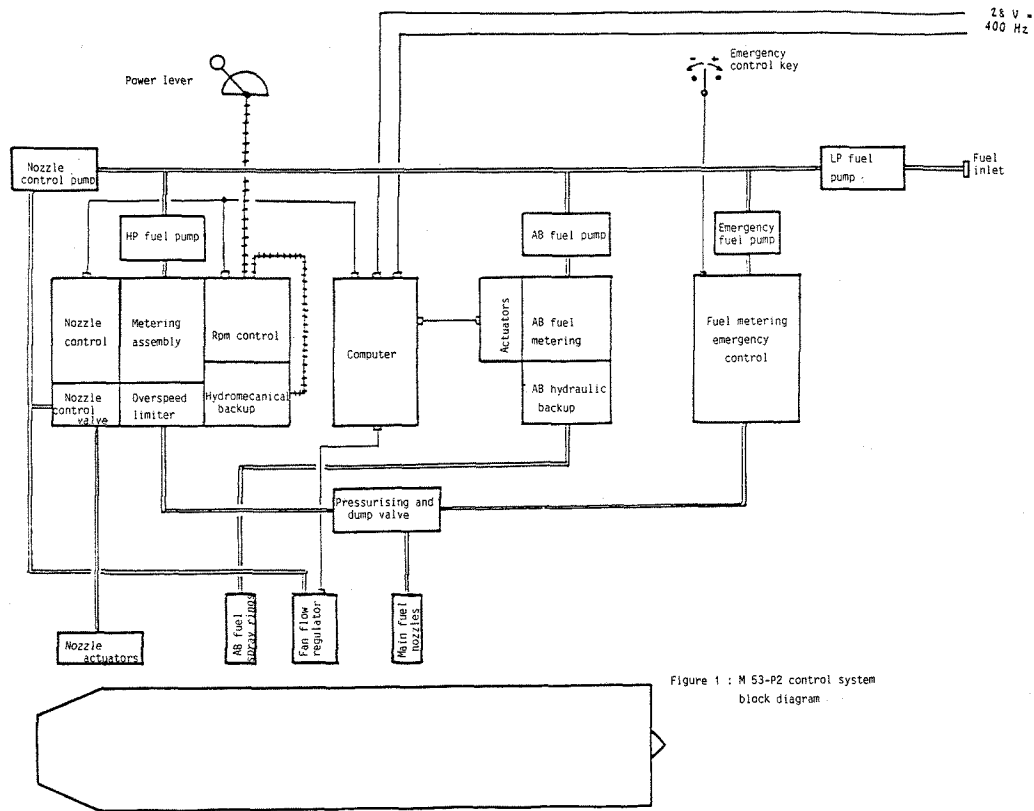 28 V =
400 Hz
Emergency
control key
Power lever
Nozzle
control pump
LP fuel
pump
Fuel
inlet
HP fuel pump
AB fuel pump
Emergency
fuel pump
Nozzle
control
Metering
assembly
Rpm control
Computer
Actuators
AB fuel
metering
Fuel metering
emergency
control
Nozzle
control
valve
Overspeed
limiter
Hydromecanical
backup
AB hydraulic
backup
Pressurising and
dump valve
Nozzle
actuators
AB fuel
spray rings
Fan flow
regulator
Main fuel
nozzles
Figure 1 : M 53-P2 control system
block diagram